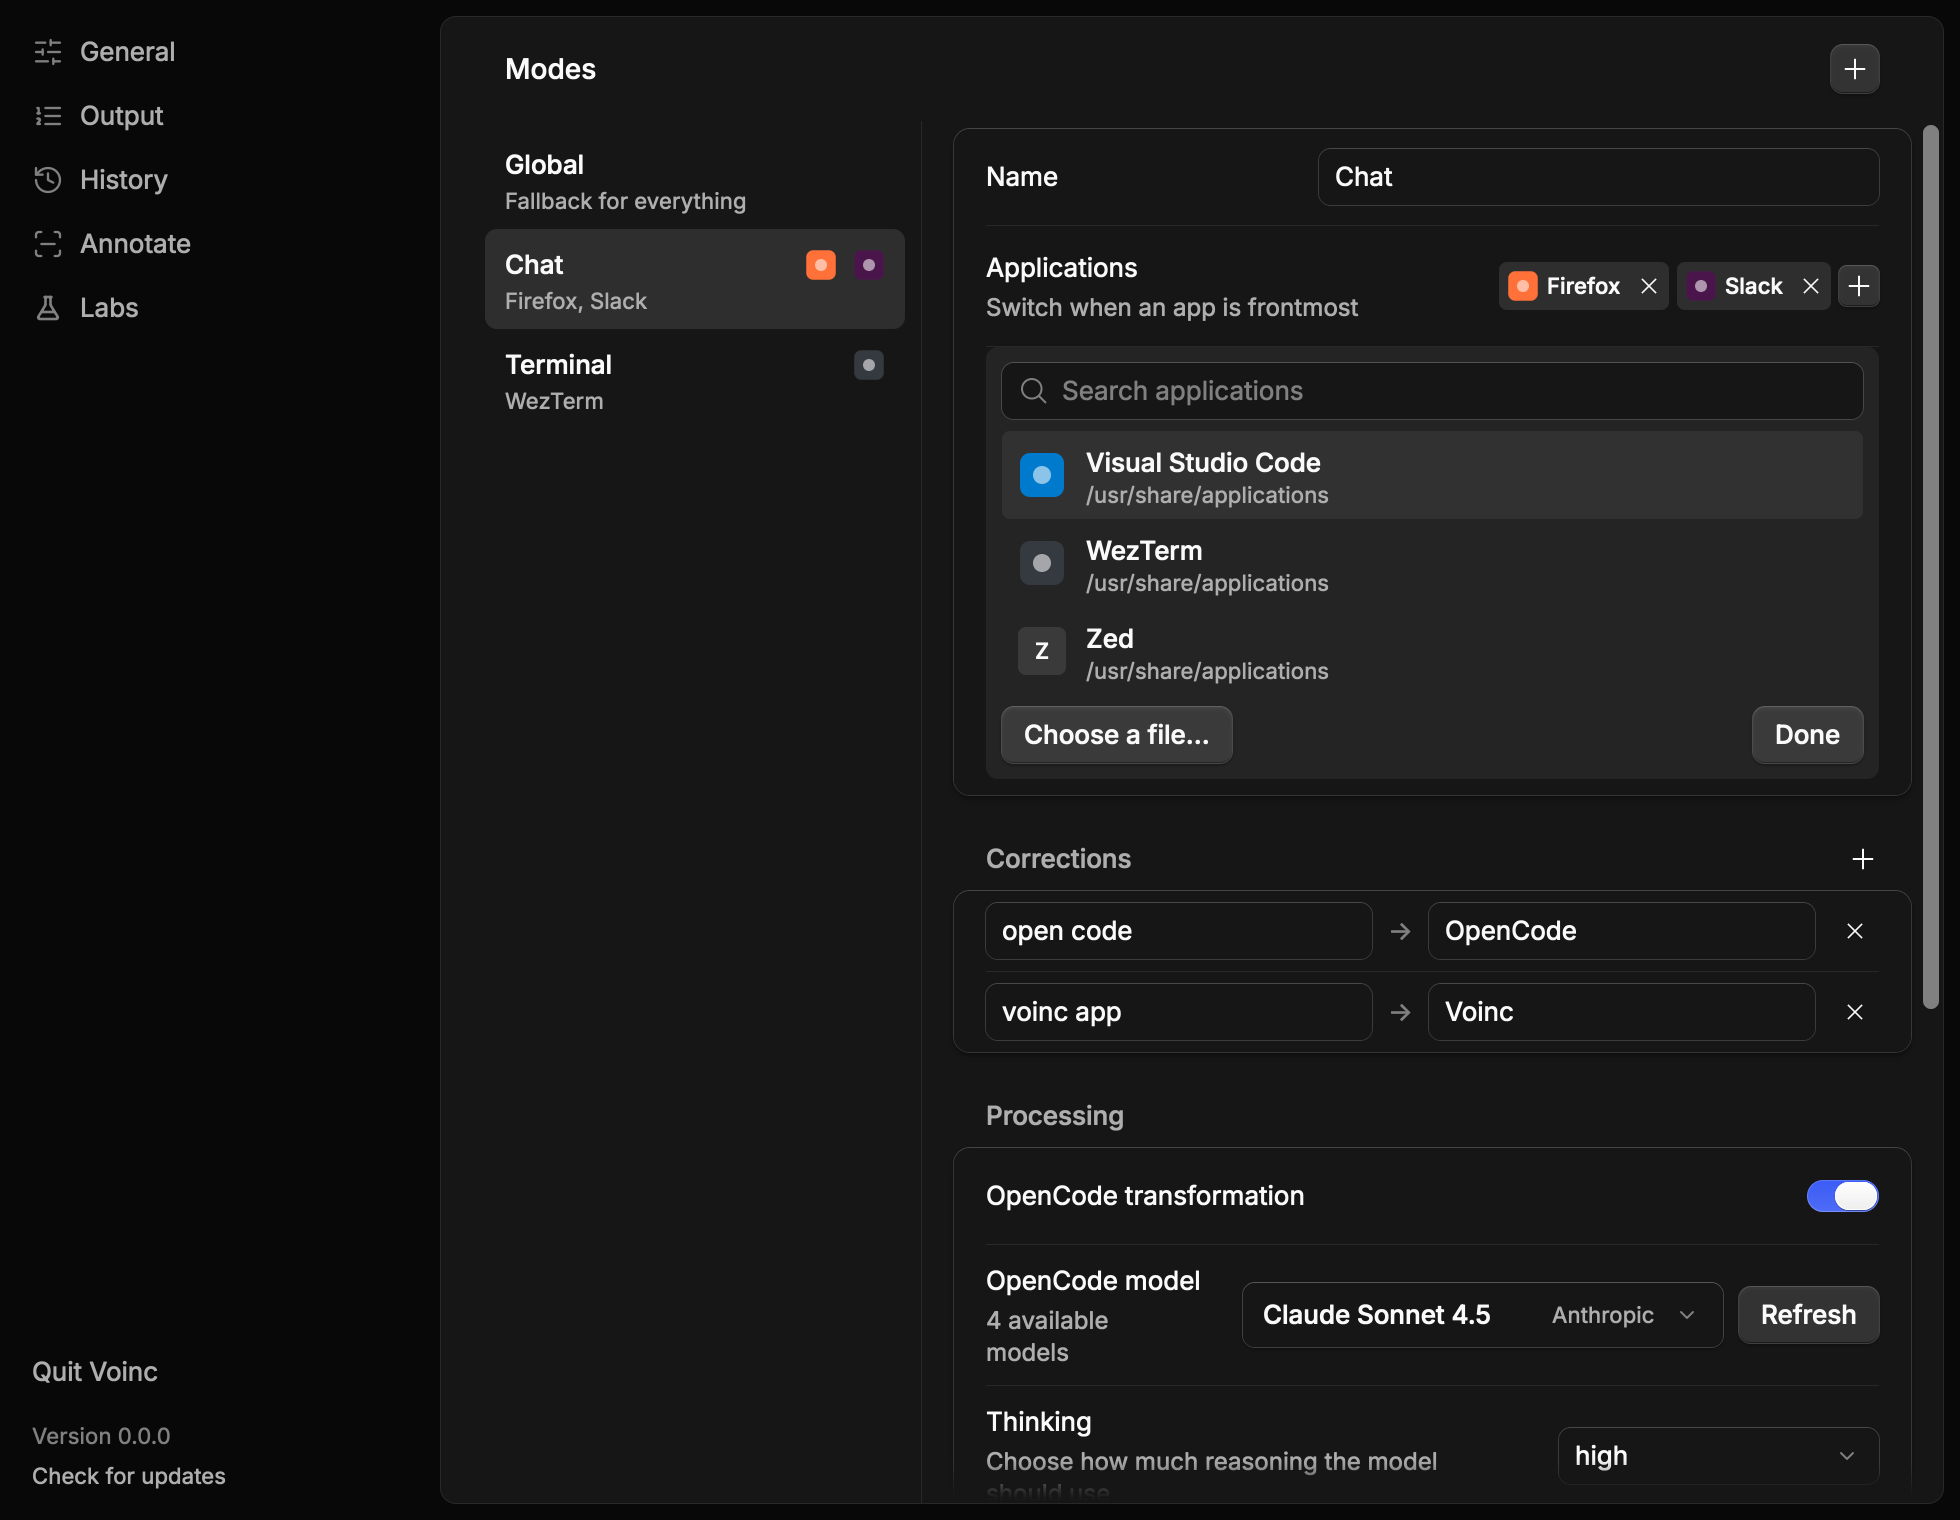 General
Output
History
Annotate
Labs
Quit Voinc
Version 0.0.0
Check for updates
Modes
Global
Fallback for everything
Chat
Firefox, Slack
Terminal
WezTerm
Name
Chat
Applications
Switch when an app is frontmost
Firefox
Slack
Search applications
Visual Studio Code
/usr/share/applications
WezTerm
/usr/share/applications
Z
Zed
/usr/share/applications
Choose a file...
Done
Corrections
open code → OpenCode
voinc app → Voinc
Processing
OpenCode transformation
OpenCode model
4 available
models
Claude Sonnet 4.5 Anthropic
Refresh
Thinking
Choose how much reasoning the model
should use
high